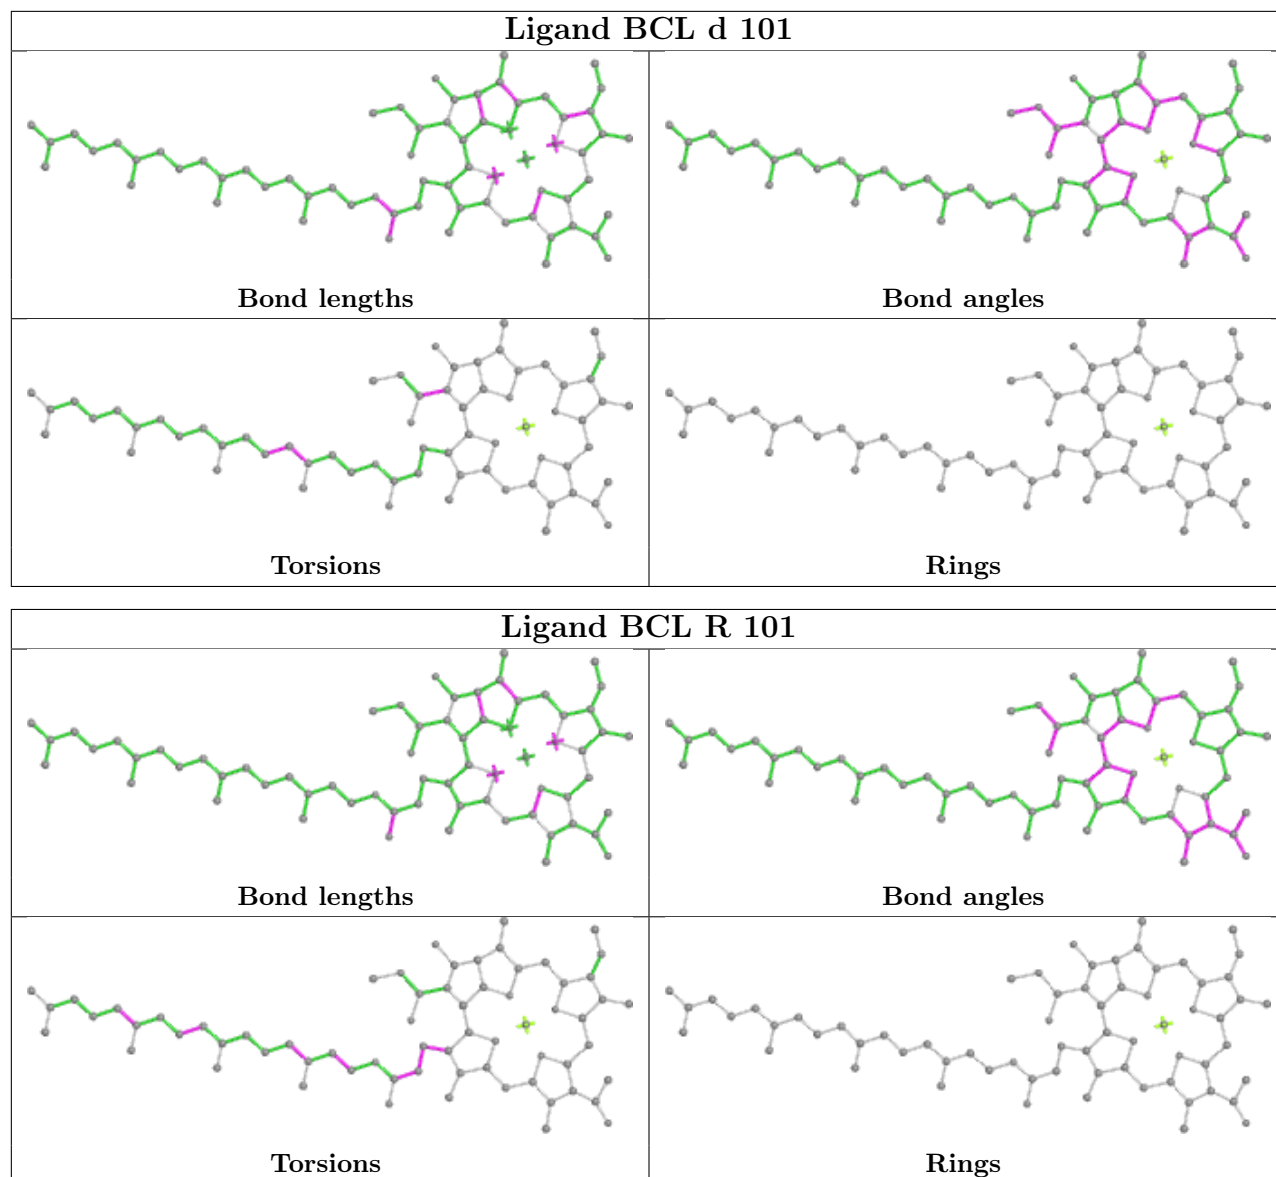 Ligand BCL d 101
Bond lengths
Bond angles
Torsions
Rings
Ligand BCL R 101
Bond lengths
Bond angles
Torsions
Rings